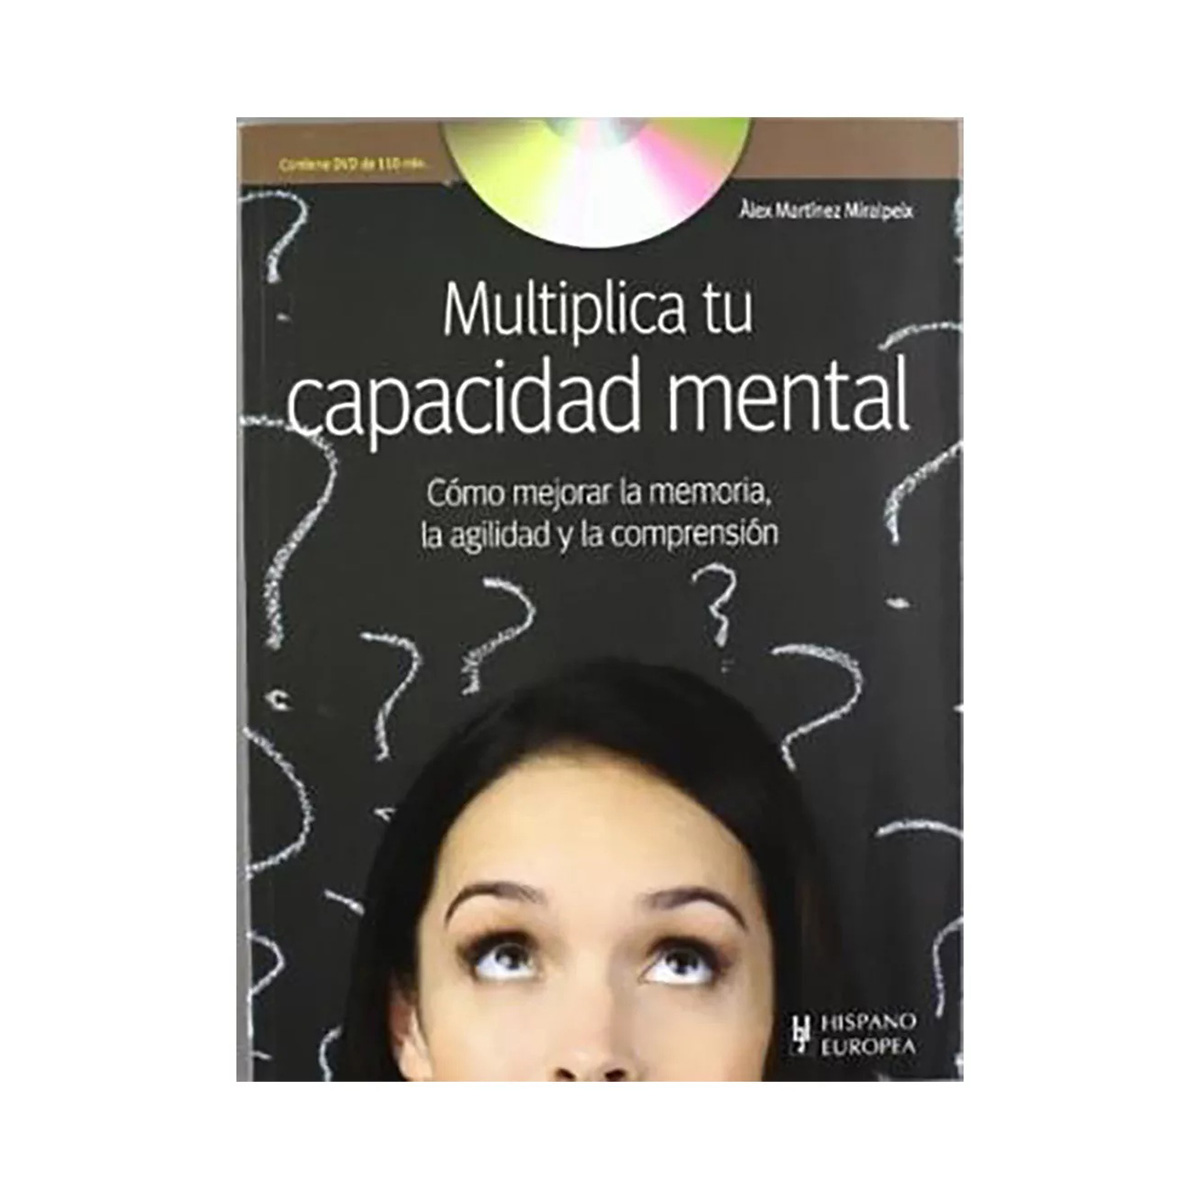 Contiene DVD de 110 min.
Àlex Martínez Miralpeix
Multiplica tu
capacidad mental
Cómo mejorar la memoria,
la agilidad y la comprensión
HISPANO
EUROPEA